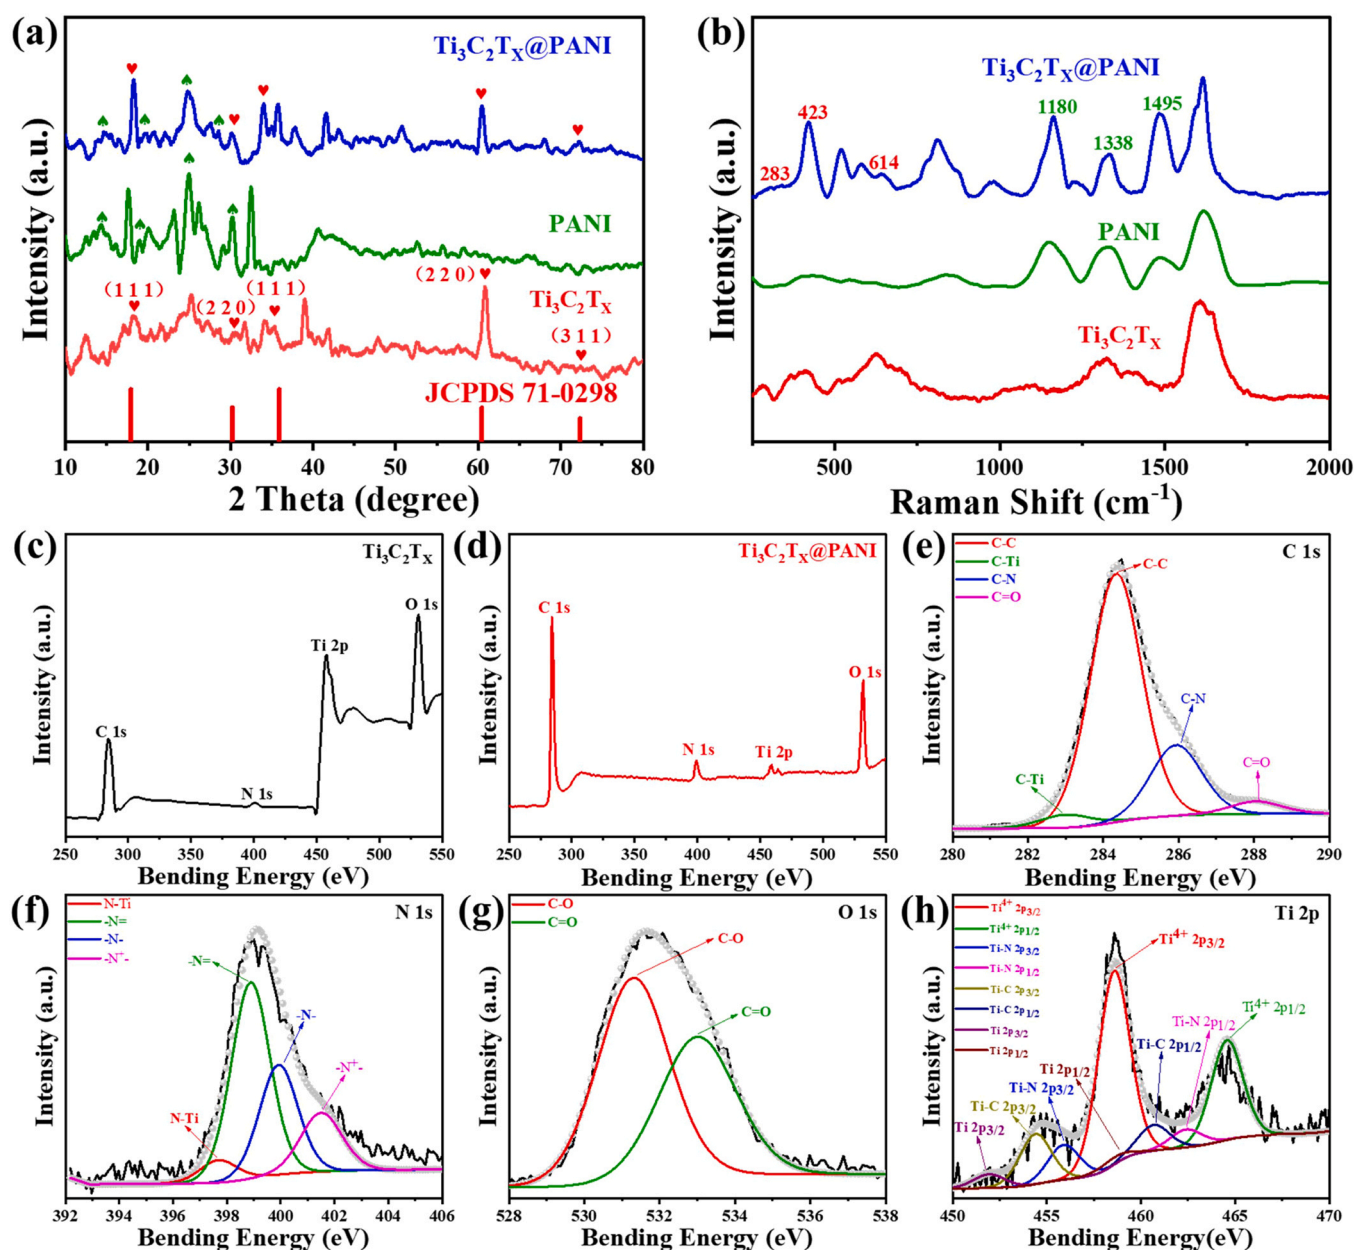 (a)
Ti3C2TX@PANI
PANI
(2 2 0)
(1 1 1)
(1 1 1)
(2 2 0)
Ti3C2TX
(3 1 1)
JCPDS 71-0298
Intensity (a.u.)
10 20 30 40 50 60 70 80
2 Theta (degree)
(b)
Ti3C2TX@PANI
423
1180
1495
1338
283
614
PANI
Ti3C2TX
Intensity (a.u.)
500 1000 1500 2000
Raman Shift (cm-1)
(c)
Ti3C2TX
O 1s
Ti 2p
C 1s
N 1s
Intensity (a.u.)
250 300 350 400 450 500 550
Bending Energy (eV)
(d)
Ti3C2TX@PANI
C 1s
O 1s
N 1s
Ti 2p
Intensity (a.u.)
250 300 350 400 450 500 550
Bending Energy (eV)
(e)
C-C
C-Ti
C-N
C=O
C 1s
C-C
C-N
C-Ti
C=O
Intensity (a.u.)
280 282 284 286 288 290
Bending Energy (eV)
(f)
N-Ti
-N=
-N-
-N+-
N 1s
-N=
-N-
-N+-
N-Ti
Intensity (a.u.)
392 394 396 398 400 402 404 406
Bending Energy (eV)
(g)
C-O
C=O
O 1s
C-O
C=O
Intensity (a.u.)
528 530 532 534 536 538
Bending Energy (eV)
(h)
Ti4+ 2p3/2
Ti4+ 2p1/2
Ti-N 2p3/2
Ti-N 2p1/2
Ti-C 2p3/2
Ti-C 2p1/2
Ti 2p3/2
Ti 2p1/2
Ti 2p
Ti4+ 2p3/2
Ti4+ 2p1/2
Ti-N 2p1/2
Ti-C 2p1/2
Ti 2p1/2
Ti-N 2p3/2
Ti-C 2p3/2
Ti 2p3/2
Intensity (a.u.)
450 455 460 465 470
Bending Energy(eV)